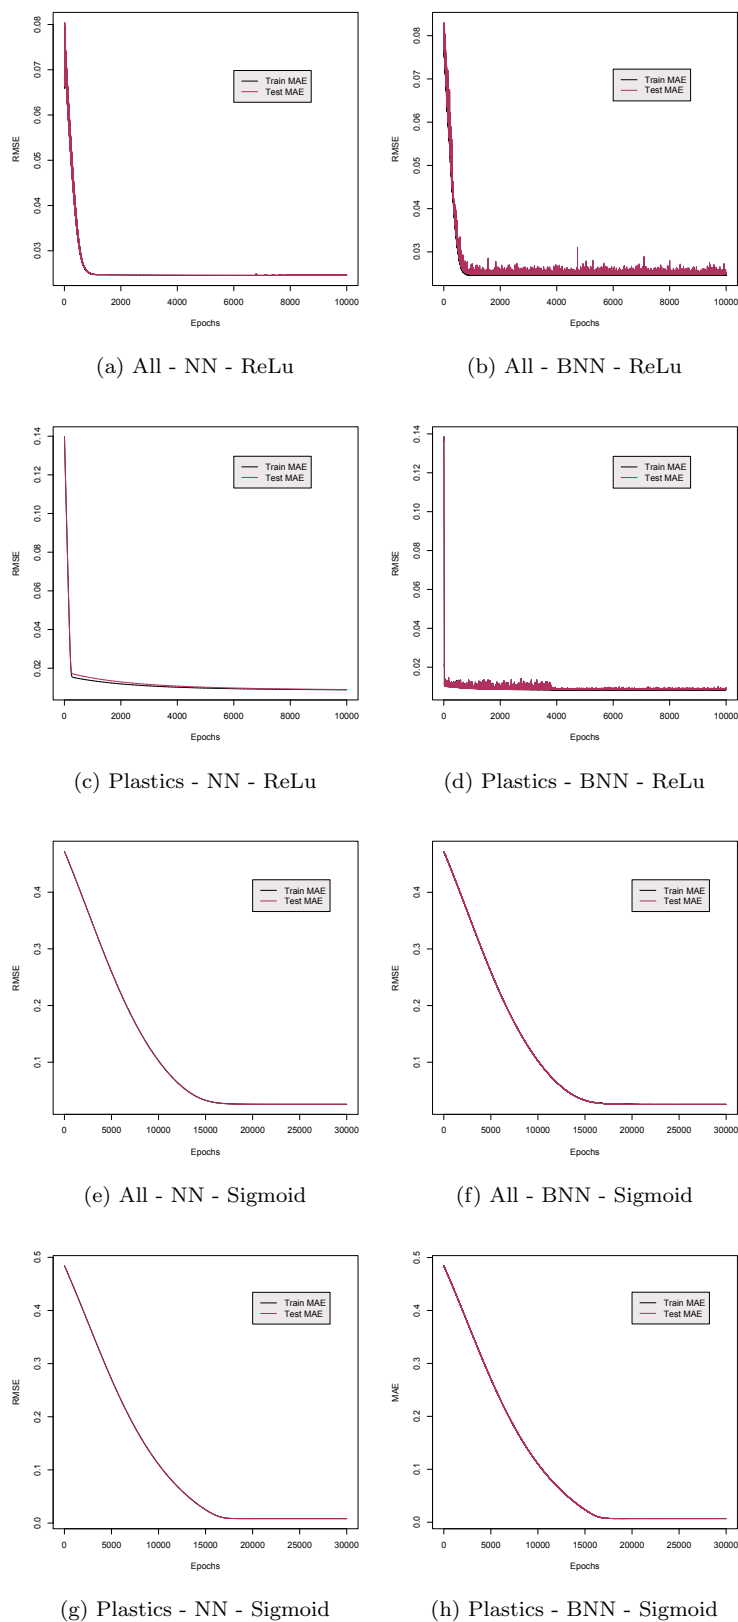 0.08
0.07
0.06
0.05
0.04
0.03
RMSE
Train MAE
Test MAE
0 2000 4000 6000 8000 10000
Epochs
(a) All - NN - ReLu
0.08
0.07
0.06
0.05
0.04
0.03
RMSE
Train MAE
Test MAE
0 2000 4000 6000 8000 10000
Epochs
(b) All - BNN - ReLu
0.14
0.12
0.10
0.08
0.06
0.04
0.02
RMSE
Train MAE
Test MAE
0 2000 4000 6000 8000 10000
Epochs
(c) Plastics - NN - ReLu
0.14
0.12
0.10
0.08
0.06
0.04
0.02
RMSE
Train MAE
Test MAE
0 2000 4000 6000 8000 10000
Epochs
(d) Plastics - BNN - ReLu
0.4
0.3
0.2
0.1
RMSE
Train MAE
Test MAE
0 5000 10000 15000 20000 25000 30000
Epochs
(e) All - NN - Sigmoid
0.4
0.3
0.2
0.1
RMSE
Train MAE
Test MAE
0 5000 10000 15000 20000 25000 30000
Epochs
(f) All - BNN - Sigmoid
0.5
0.4
0.3
0.2
0.1
0.0
RMSE
Train MAE
Test MAE
0 5000 10000 15000 20000 25000 30000
Epochs
(g) Plastics - NN - Sigmoid
0.5
0.4
0.3
0.2
0.1
0.0
MAE
Train MAE
Test MAE
0 5000 10000 15000 20000 25000 30000
Epochs
(h) Plastics - BNN - Sigmoid